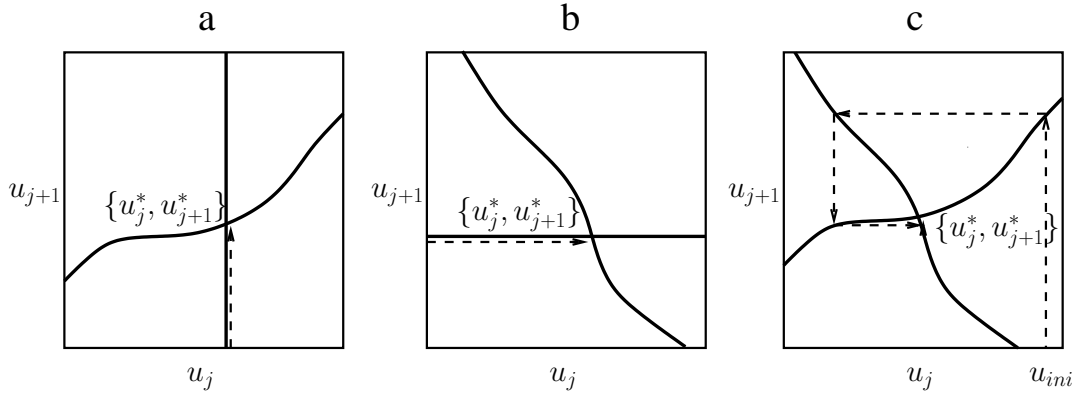 a b c
u_{j+1} {u_j^*, u_{j+1}^*} u_{j+1} {u_j^*, u_{j+1}^*} u_{j+1} {u_j^*, u_{j+1}^*}
u_j u_j u_j u_{ini}